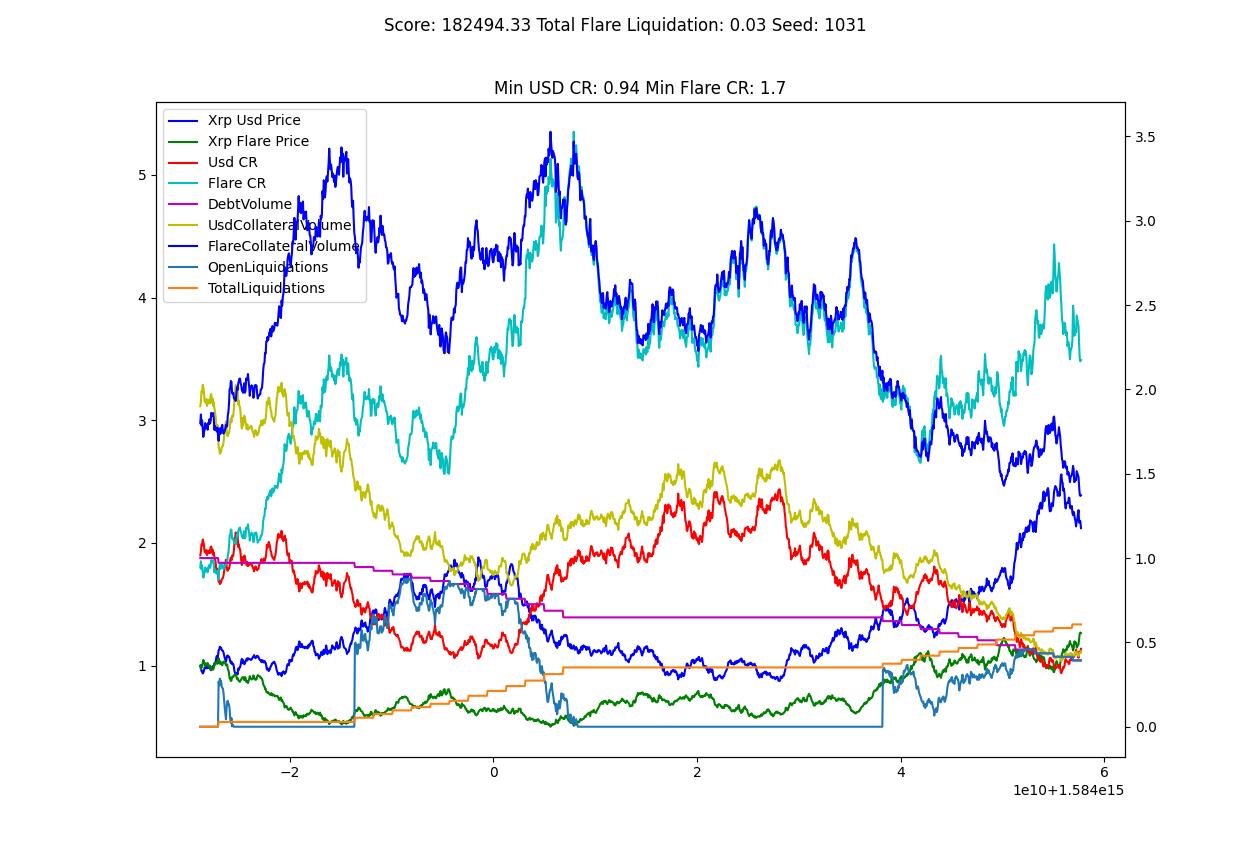 Score: 182494.33 Total Flare Liquidation: 0.03 Seed: 1031
Min USD CR: 0.94 Min Flare CR: 1.7
Xrp Usd Price
Xrp Flare Price
Usd CR
Flare CR
DebtVolume
UsdCollateralVolume
FlareCollateralVolume
OpenLiquidations
TotalLiquidations
5
4
3
2
1
3.5
3.0
2.5
2.0
1.5
1.0
0.5
0.0
−2
0
2
4
6
1e10+1.584e15